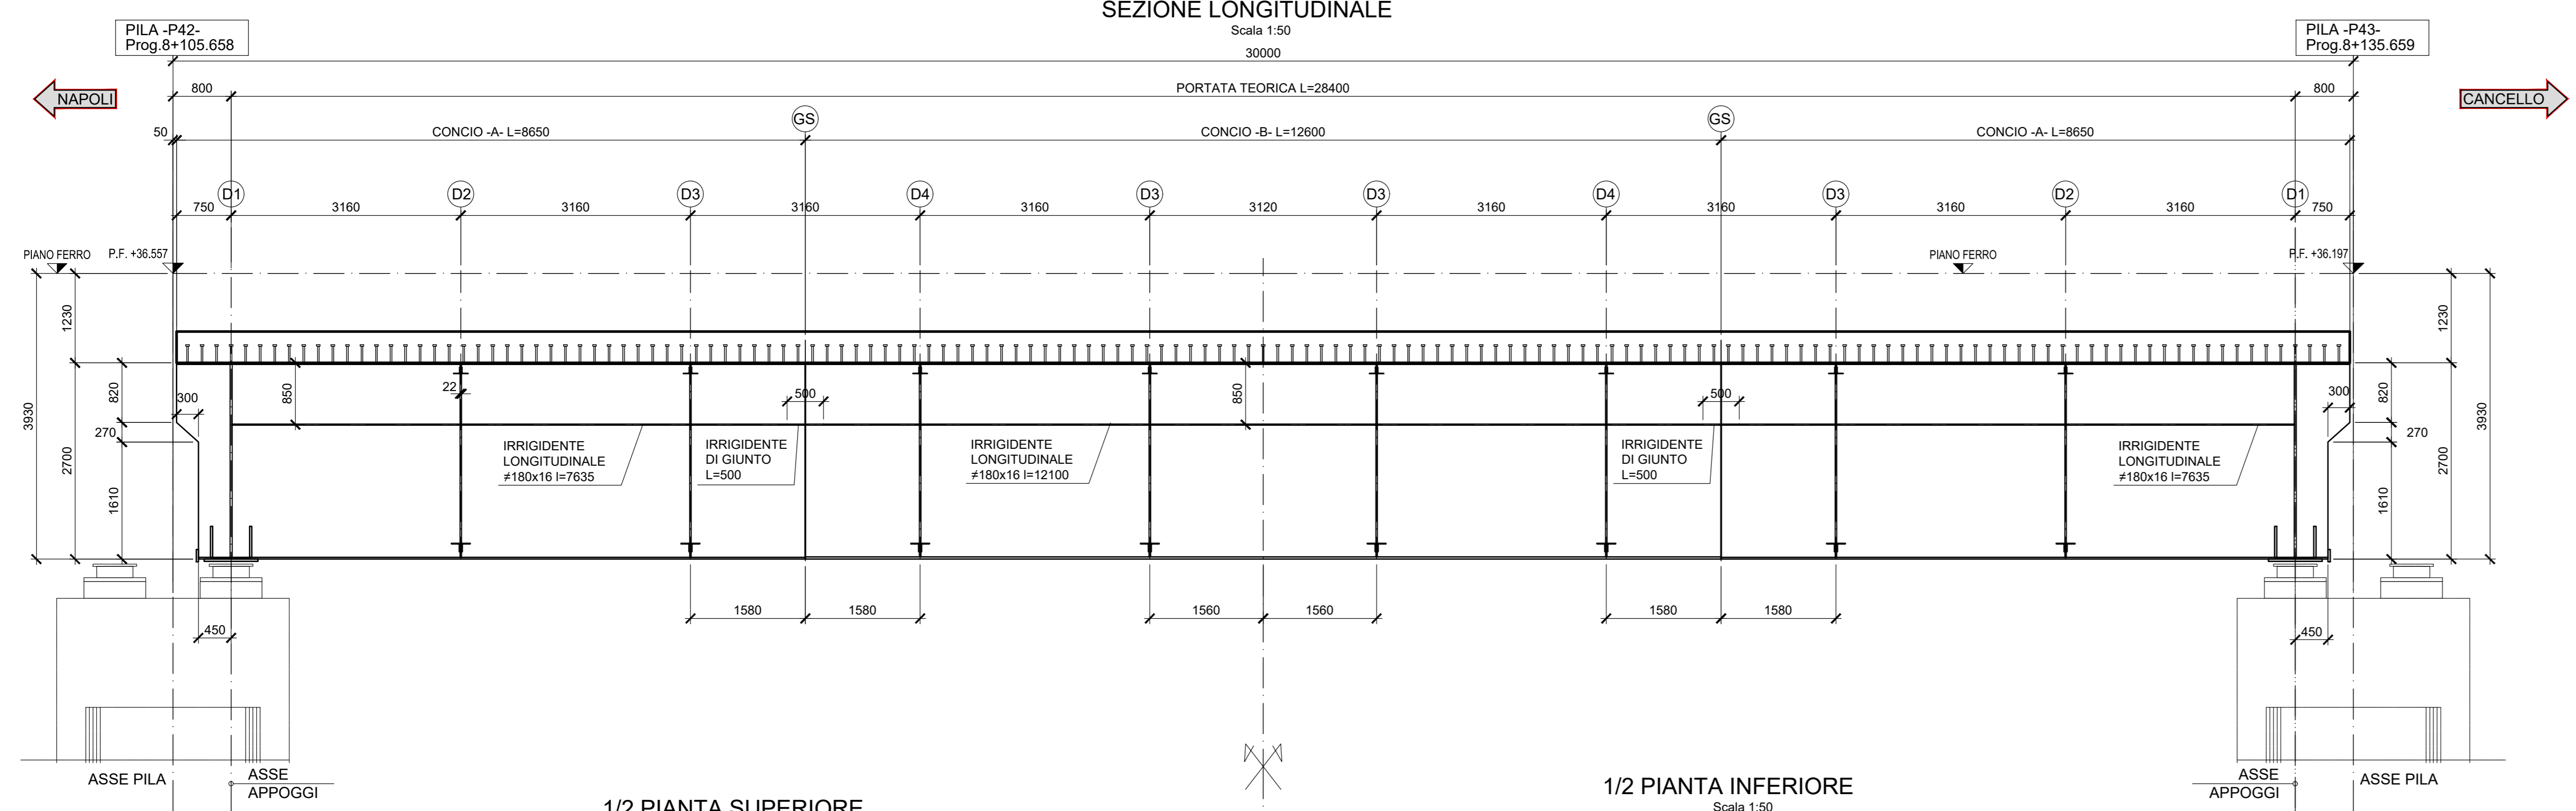 SEZIONE LONGITUDINALE
Scala 1:50
PILA -P42-
Prog.8+105.658
PILA -P43-
Prog.8+135.659
30000
NAPOLI
800
PORTATA TEORICA L=28400
800
CANCELLO
50
CONCIO -A- L=8650
GS
CONCIO -B- L=12600
GS
CONCIO -A- L=8650
D1
D2
D3
D4
D3
D3
D4
D3
D2
D1
750
3160
3160
3160
3160
3120
3160
3160
3160
3160
750
PIANO FERRO
P.F. +36.557
PIANO FERRO
P.F. +36.197
1230
1230
3930
2700
820
300
270
1610
850
22
500
850
500
300
820
270
1610
2700
3930
IRRIGIDENTE
LONGITUDINALE
≠180x16 l=7635
IRRIGIDENTE
DI GIUNTO
L=500
IRRIGIDENTE
LONGITUDINALE
≠180x16 l=12100
IRRIGIDENTE
DI GIUNTO
L=500
IRRIGIDENTE
LONGITUDINALE
≠180x16 l=7635
450
1580
1580
1560
1560
1580
1580
450
ASSE PILA
ASSE
APPOGGI
ASSE
APPOGGI
ASSE PILA
1/2 PIANTA SUPERIORE
1/2 PIANTA INFERIORE
Scala 1:50